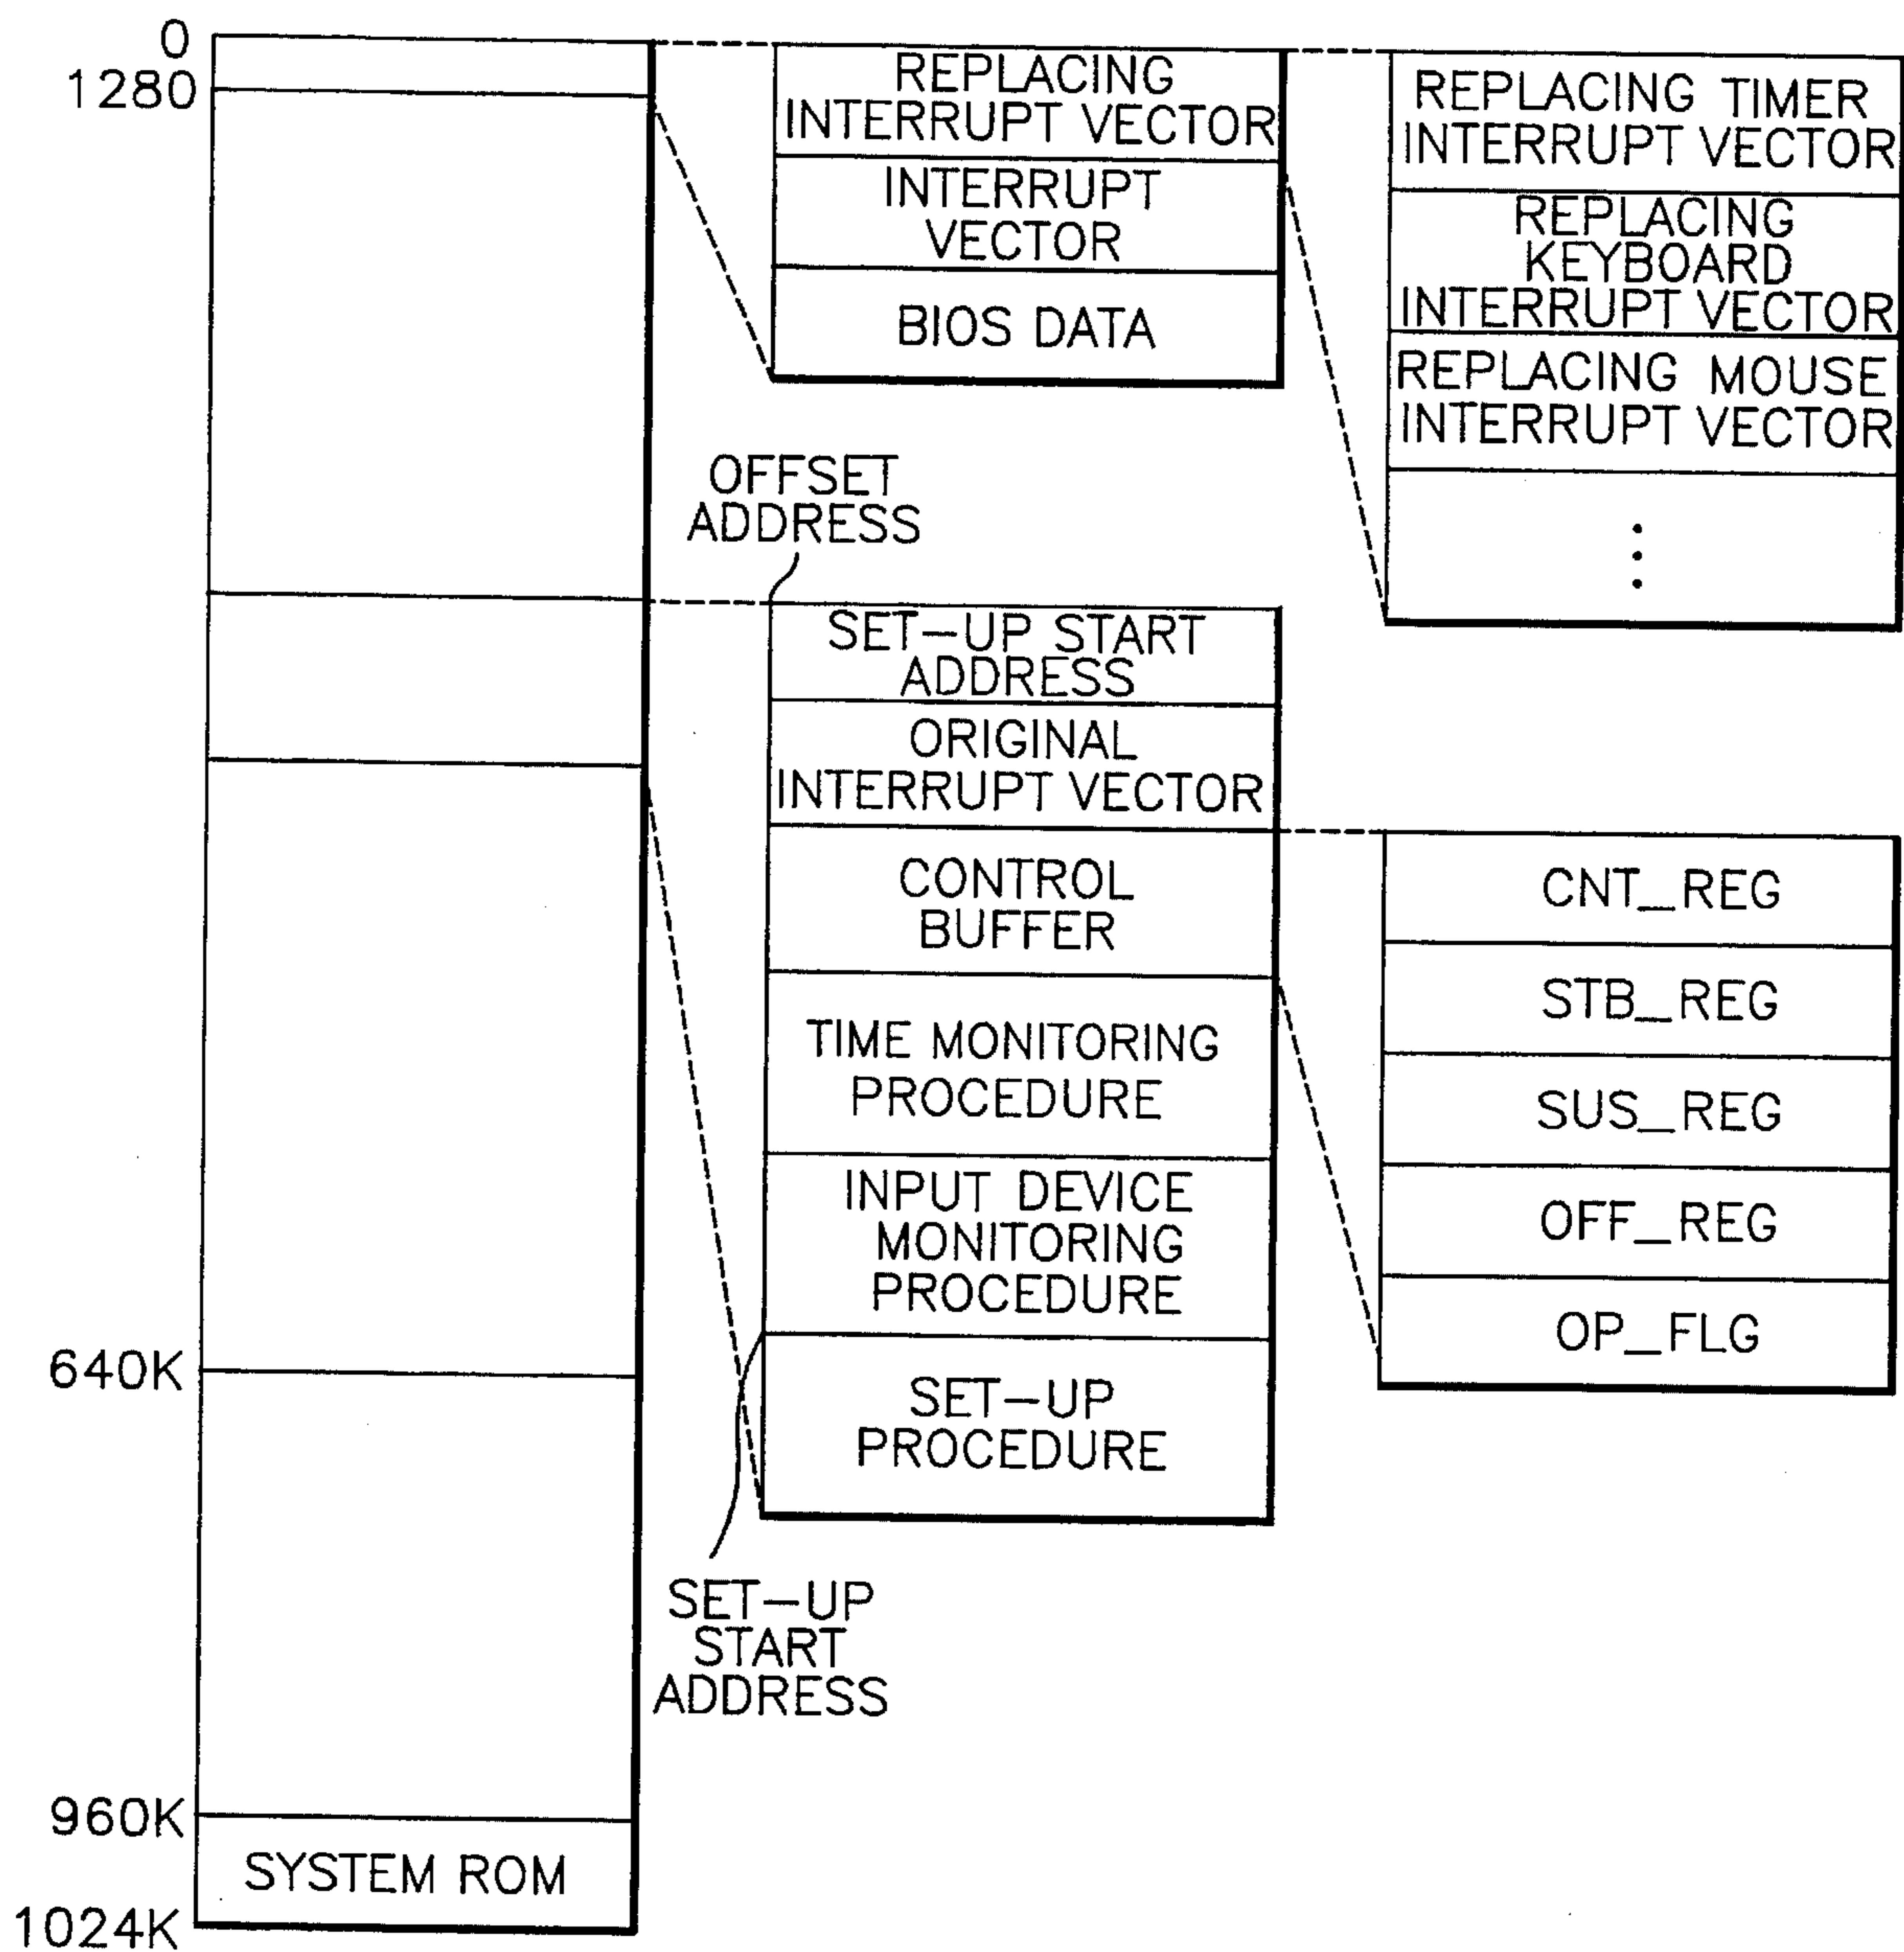 0
1280
640K
960K
SYSTEM ROM
1024K
REPLACING
INTERRUPT VECTOR
INTERRUPT
VECTOR
BIOS DATA
REPLACING TIMER
INTERRUPT VECTOR
REPLACING
KEYBOARD
INTERRUPT VECTOR
REPLACING MOUSE
INTERRUPT VECTOR
⋮
OFFSET
ADDRESS
SET-UP START
ADDRESS
ORIGINAL
INTERRUPT VECTOR
CONTROL
BUFFER
TIME MONITORING
PROCEDURE
INPUT DEVICE
MONITORING
PROCEDURE
SET-UP
PROCEDURE
CNT_REG
STB_REG
SUS_REG
OFF_REG
OP_FLG
SET-UP
START
ADDRESS